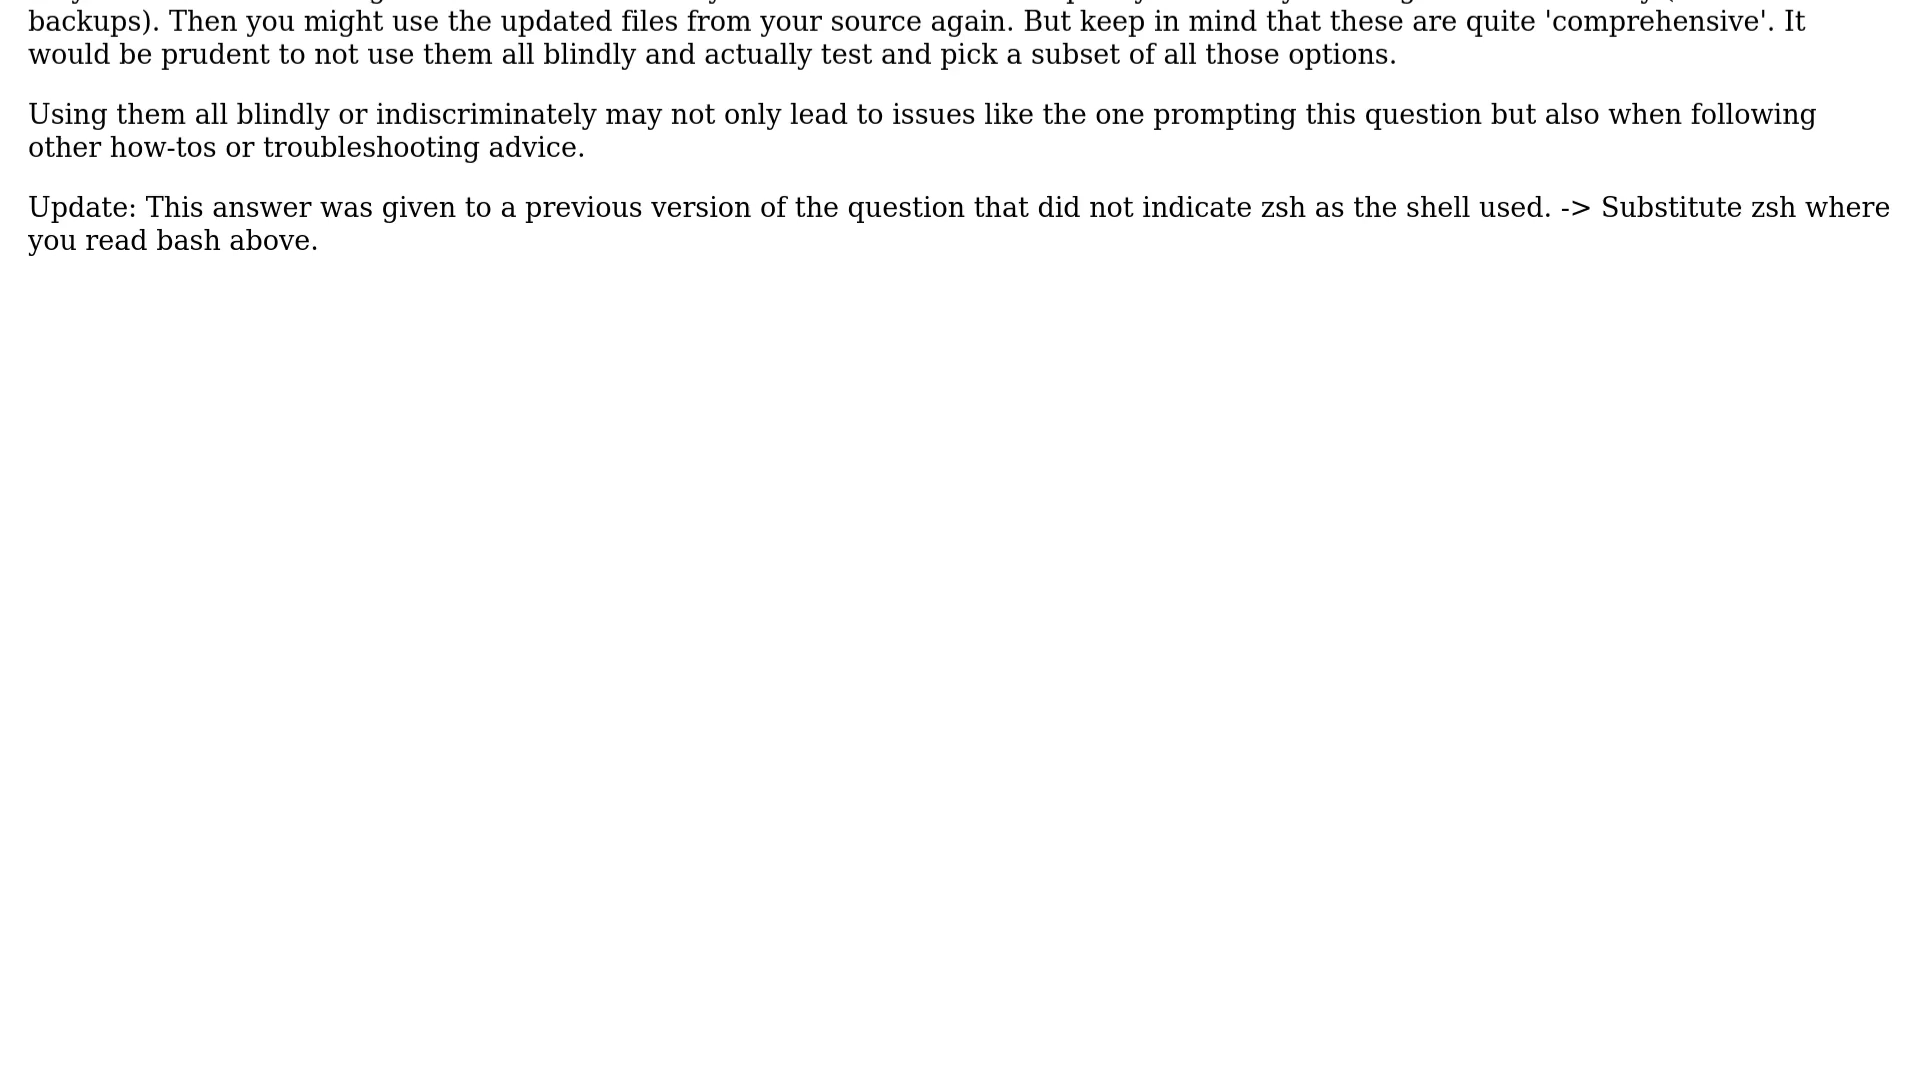 backups). Then you might use the updated files from your source again. But keep in mind that these are quite 'comprehensive'. It
would be prudent to not use them all blindly and actually test and pick a subset of all those options.
Using them all blindly or indiscriminately may not only lead to issues like the one prompting this question but also when following
other how-tos or troubleshooting advice.
Update: This answer was given to a previous version of the question that did not indicate zsh as the shell used. -> Substitute zsh where
you read bash above.